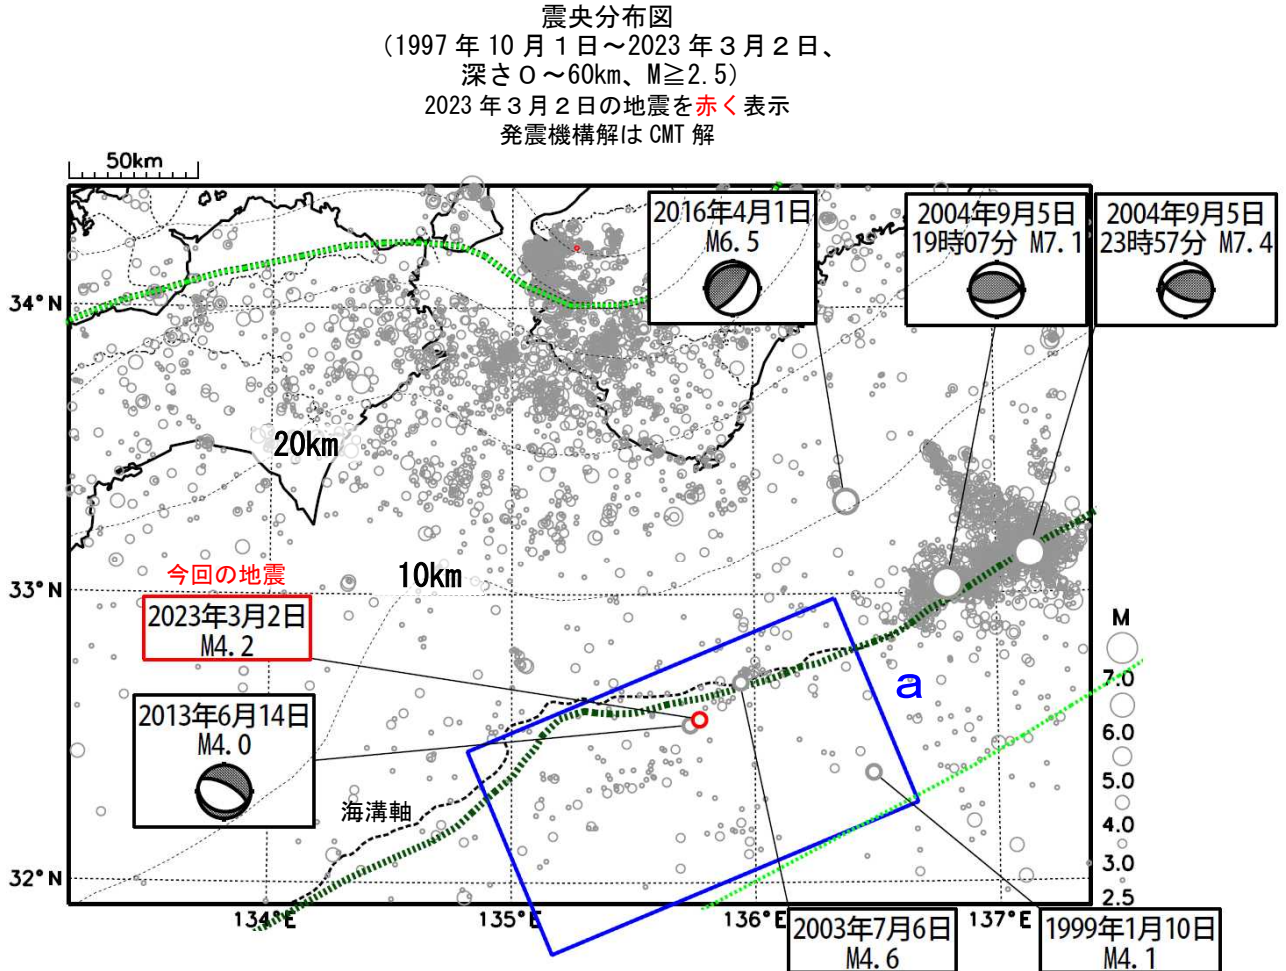 震央分布図
(1997年10月1日～2023年3月2日、
深さ0～60km、M≧2.5)
2023年3月2日の地震を赤く表示
発震機構解はCMT解
50km
2016年4月1日
M6.5
2004年9月5日
19時07分 M7.1
2004年9月5日
23時57分 M7.4
34°N
20km
10km
33°N
今回の地震
2023年3月2日
M4.2
a
2013年6月14日
M4.0
海溝軸
32°N
M
7.0
6.0
5.0
4.0
3.0
2.5
134°E
135°E
136°E
137°E
2003年7月6日
M4.6
1999年1月10日
M4.1